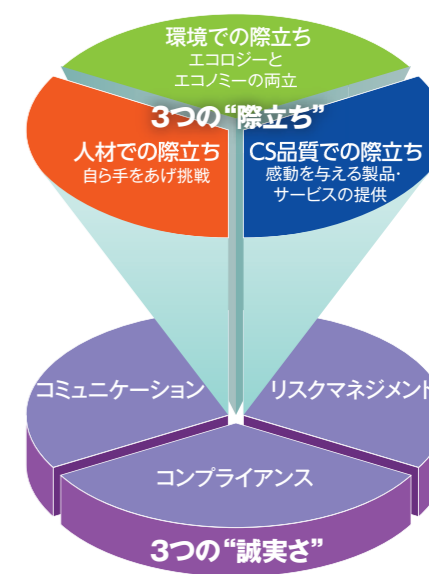 環境での際立ち
エコロジーと
エコノミーの両立
3つの“際立ち”
人材での際立ち
自ら手をあげ挑戦
CS品質での際立ち
感動を与える製品・
サービスの提供
コミュニケーション
リスクマネジメント
コンプライアンス
3つの“誠実さ”